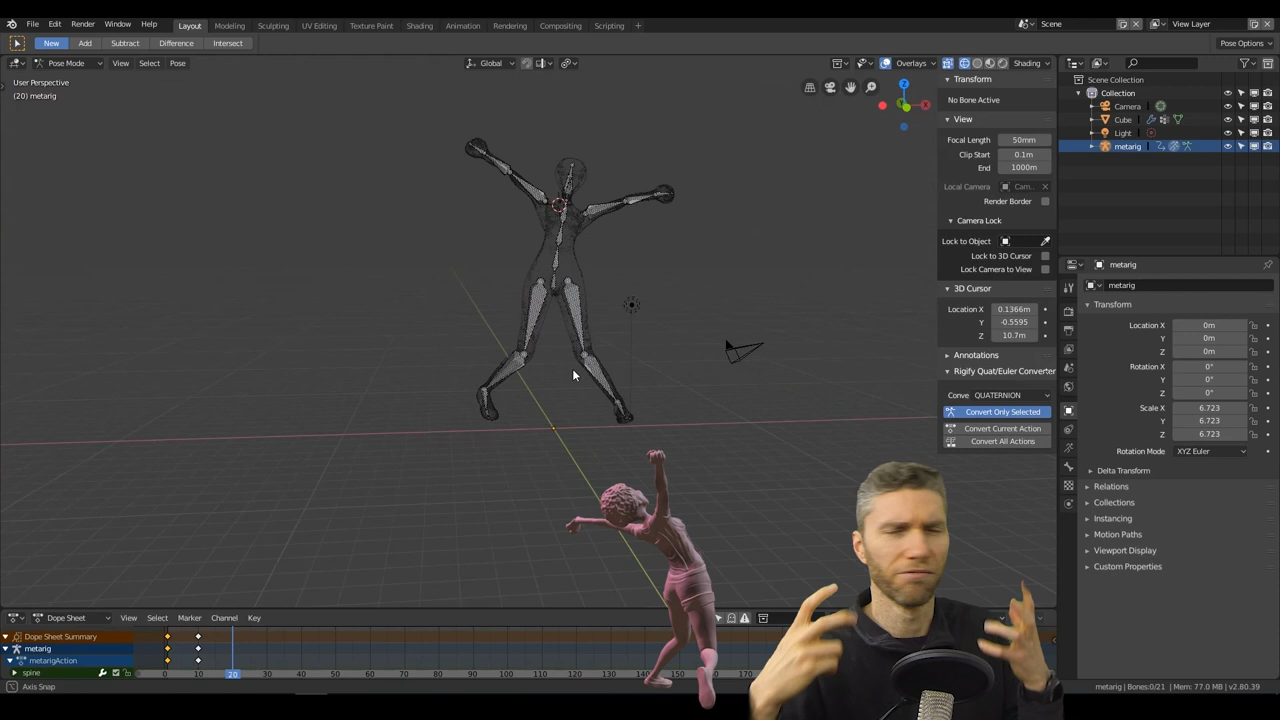 File Edit Render Window Help Layout Modeling Sculpting UV Editing Texture Paint Shading Animation Rendering Compositing Scripting + Scene View Layer
New Add Subtract Difference Intersect Pose Options
Pose Mode View Select Pose Global Overlays Shading
User Perspective
(20) metarig
Transform
No Bone Active
View
Focal Length 50mm
Clip Start 0.1m
End 1000m
Local Camera Cam..
Render Border
Camera Lock
Lock to Object
Lock to 3D Cursor
Lock Camera to View
3D Cursor
Location X 0.1366m
Y -0.5595
Z 10.7m
Annotations
Rigify Quat/Euler Converter
Conve QUATERNION
Convert Only Selected
Convert Current Action
Convert All Actions
Scene Collection
Collection
Camera
Cube
Light
metarig
metarig
metarig
Transform
Location X 0m
Y 0m
Z 0m
Rotation X 0°
Y 0°
Z 0°
Scale X 6.723
Y 6.723
Z 6.723
Rotation Mode XYZ Euler
Delta Transform
Relations
Collections
Instancing
Motion Paths
Viewport Display
Custom Properties
Dope Sheet View Select Marker Channel Key
Dope Sheet Summary
metarig
metarigAction
spine
0 10 20 30 40 50 60 70 80 90 100 110 120 130 140 150 170
Axis Snap
metarig | Bones:0/21 | Mem: 77.0 MB | v2.80.39